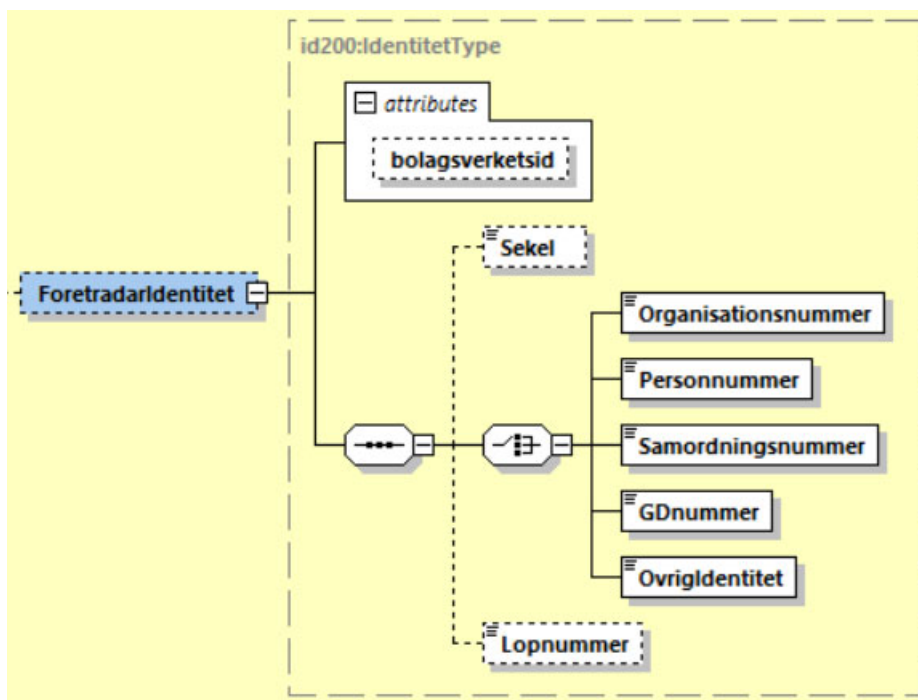 id200:IdentitetType
attributes
bolagsverketsid
Sekel
ForetradarIdentitet
Organisationsnummer
Personnummer
Samordningsnummer
GDnummer
OvrigIdentitet
Lopnummer